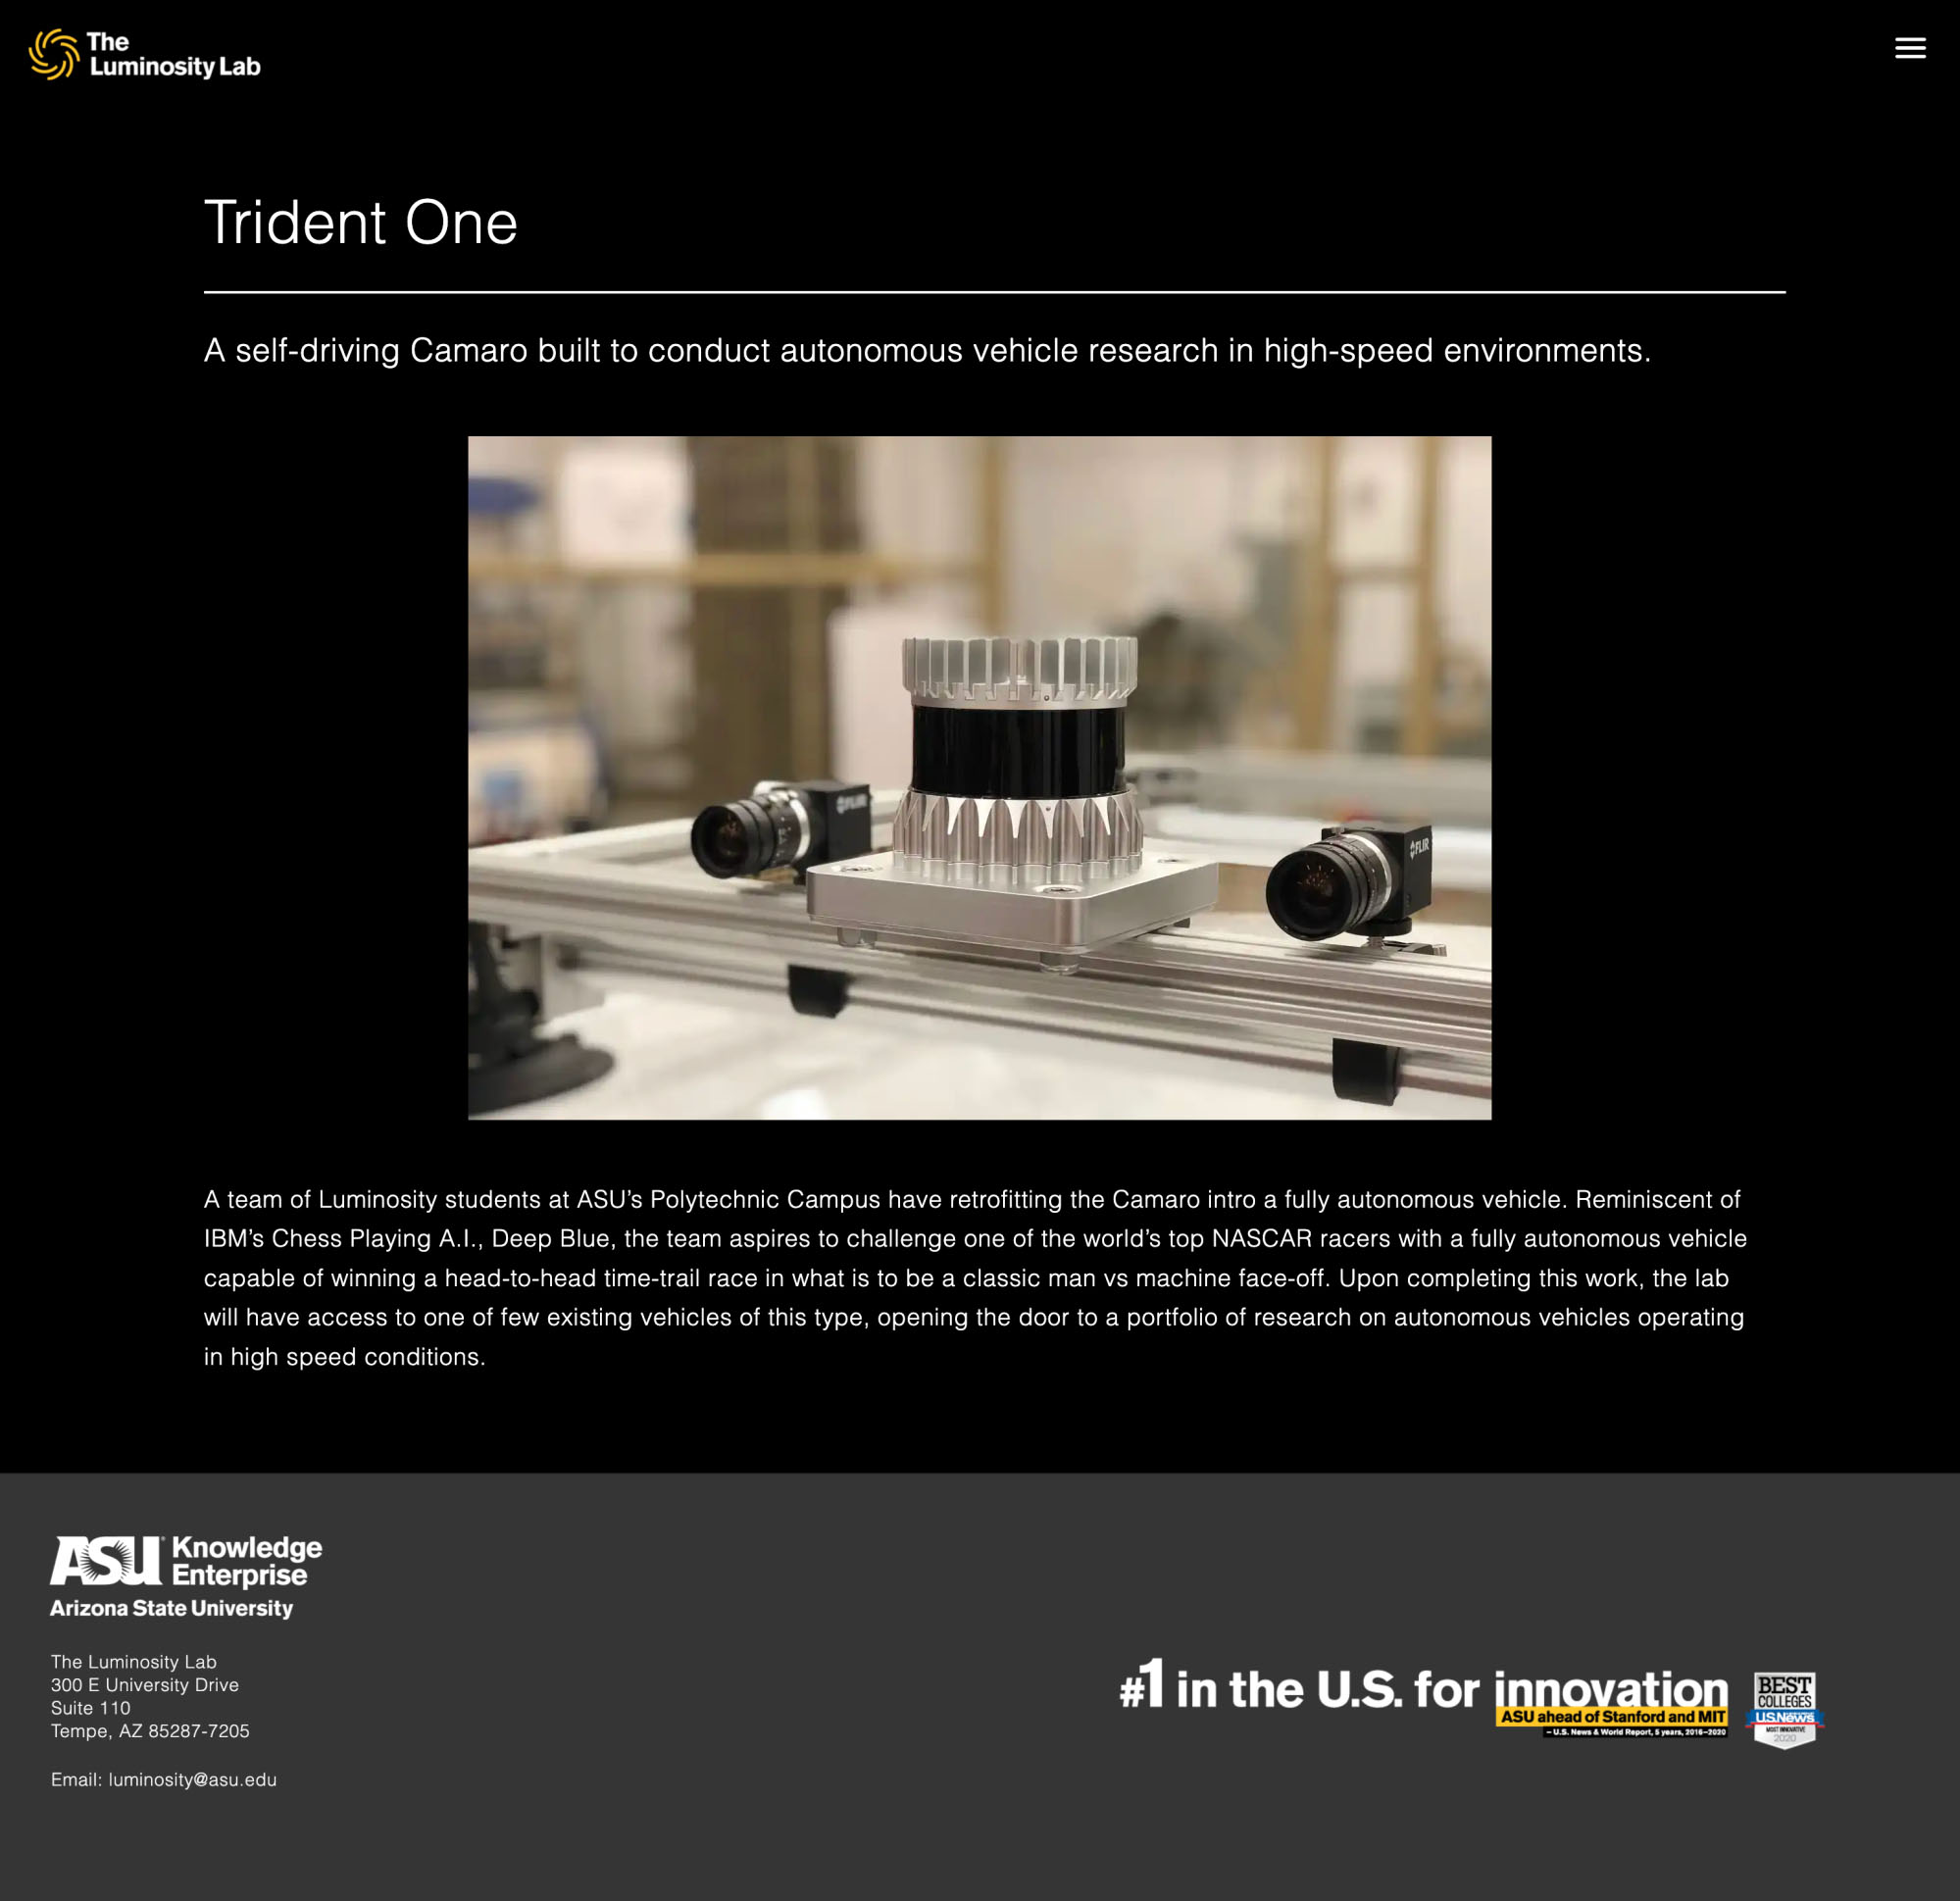 The
Luminosity Lab
Trident One
A self-driving Camaro built to conduct autonomous vehicle research in high-speed environments.
FLIR
FLIR
A team of Luminosity students at ASU’s Polytechnic Campus have retrofitting the Camaro intro a fully autonomous vehicle. Reminiscent of
IBM’s Chess Playing A.I., Deep Blue, the team aspires to challenge one of the world’s top NASCAR racers with a fully autonomous vehicle
capable of winning a head-to-head time-trail race in what is to be a classic man vs machine face-off. Upon completing this work, the lab
will have access to one of few existing vehicles of this type, opening the door to a portfolio of research on autonomous vehicles operating
in high speed conditions.
ASU Knowledge
Enterprise
Arizona State University
The Luminosity Lab
300 E University Drive
Suite 110
Tempe, AZ 85287-7205
Email: luminosity@asu.edu
#1 in the U.S. for innovation
ASU ahead of Stanford and MIT
– U.S. News & World Report, 5 years, 2016–2020
BEST
COLLEGES
U.S.News
MOST INNOVATIVE
2020